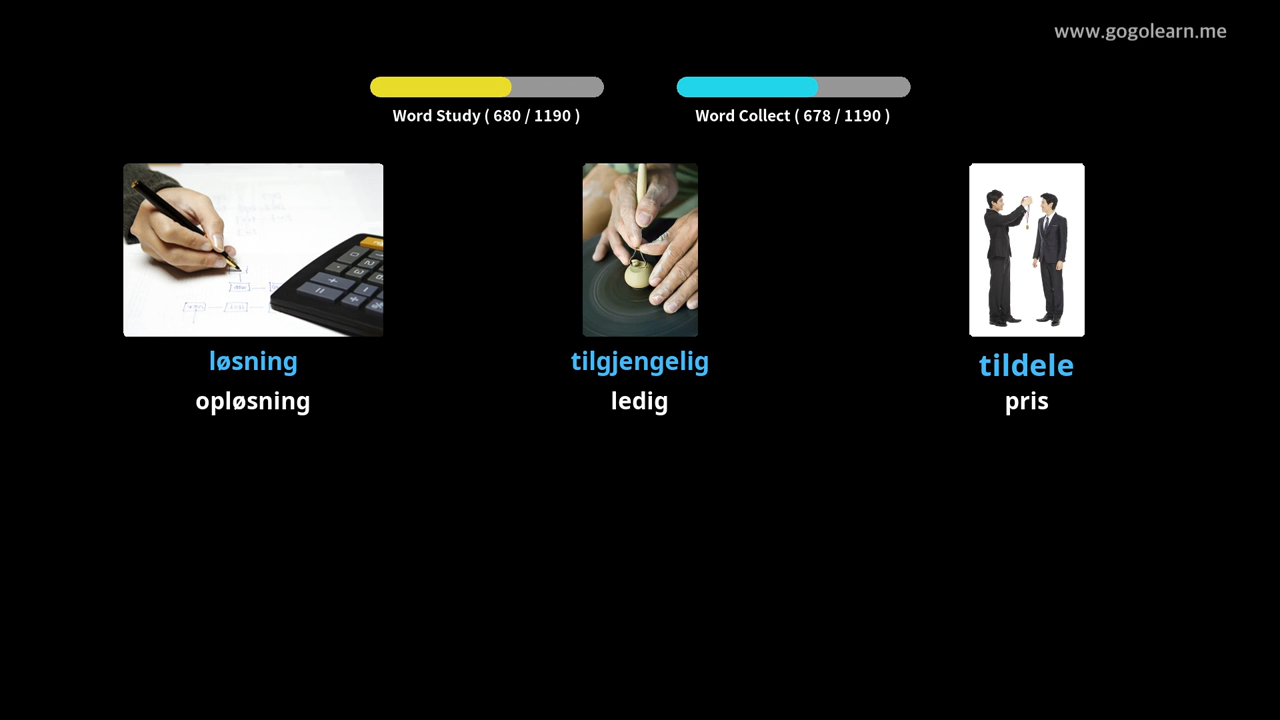 www.gogolearn.me
Word Study ( 680 / 1190 )
Word Collect ( 678 / 1190 )
løsning
opløsning
tilgjengelig
ledig
tildele
pris